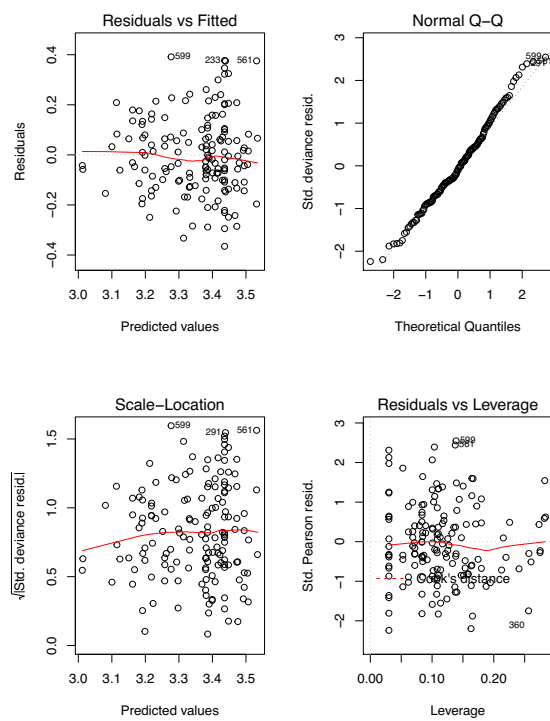 Residuals vs Fitted
Residuals
0.4
0.2
0.0
−0.2
−0.4
599
233
561
3.0 3.1 3.2 3.3 3.4 3.5
Predicted values
Normal Q−Q
Std. deviance resid.
3
2
1
0
−1
−2
599
−2 −1 0 1 2
Theoretical Quantiles
Scale−Location
√|Std. deviance resid.|
1.5
1.0
0.5
0.0
599
291
561
3.0 3.1 3.2 3.3 3.4 3.5
Predicted values
Residuals vs Leverage
Std. Pearson resid.
3
2
1
0
−1
−2
599
561
Cook's distance
360
0.00 0.10 0.20
Leverage